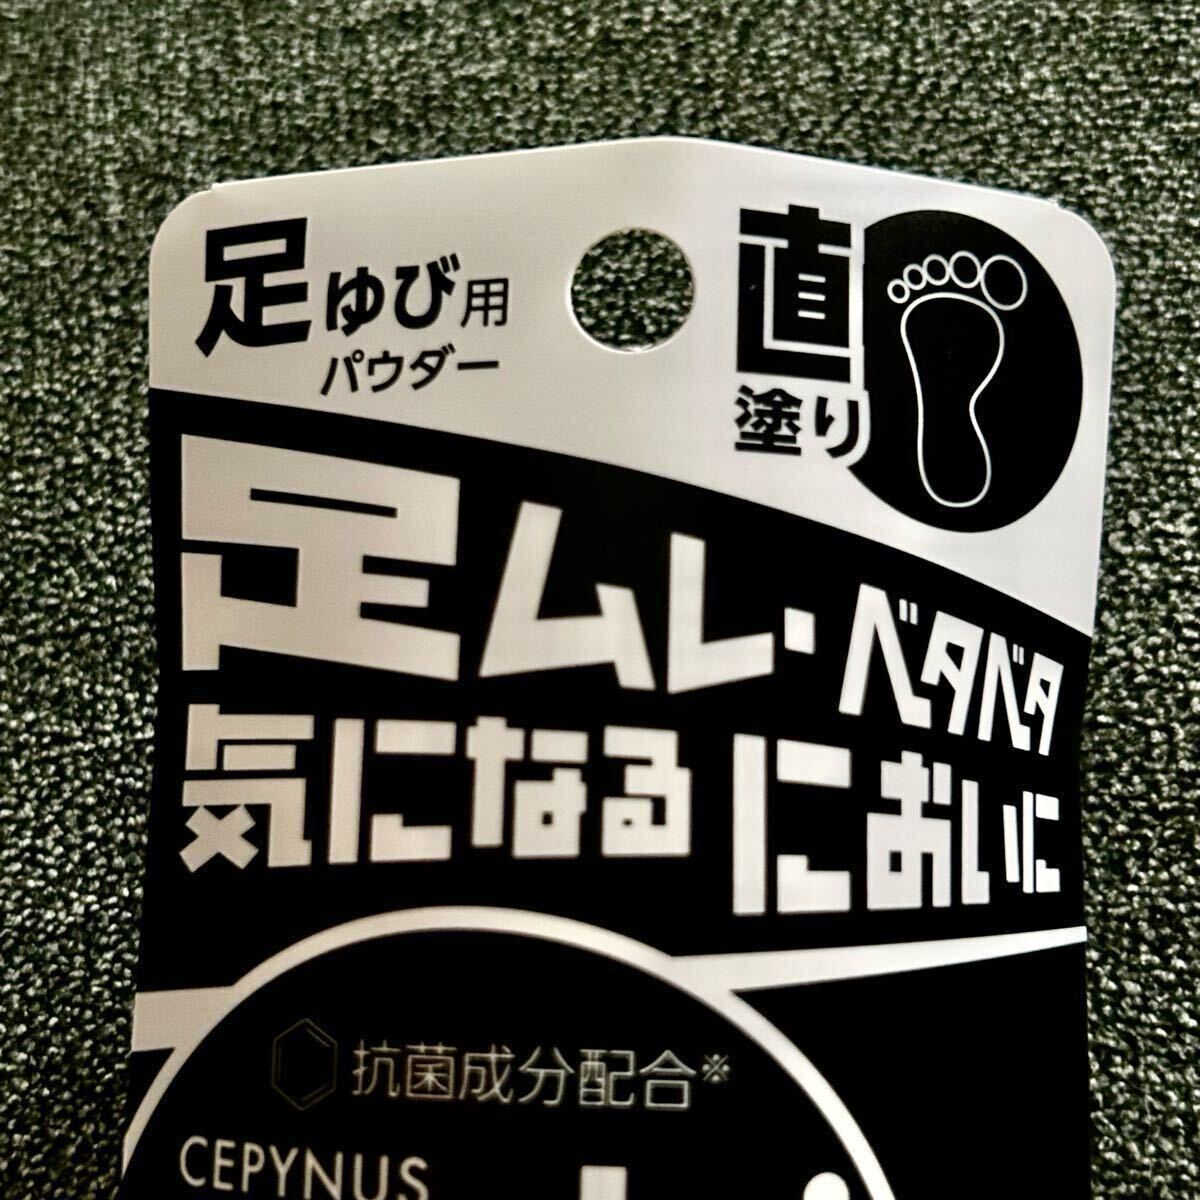 足ゆび用
パウダー
直
塗り
足ムレ・ベタベタ
気になるにおいに
抗菌成分配合※
CEPYNUS